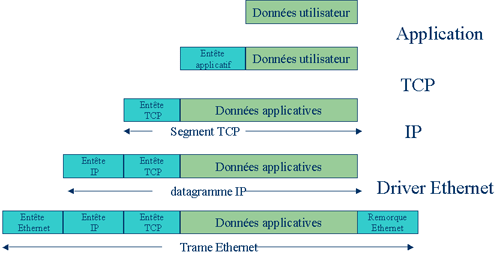 Données utilisateur
Application
Entête
applicatif
Données utilisateur
TCP
Entête
TCP
Données applicatives
Segment TCP
IP
Entête
IP
Entête
TCP
Données applicatives
datagramme IP
Driver Ethernet
Entête
Ethernet
Entête
IP
Entête
TCP
Données applicatives
Remorque
Ethernet
Trame Ethernet